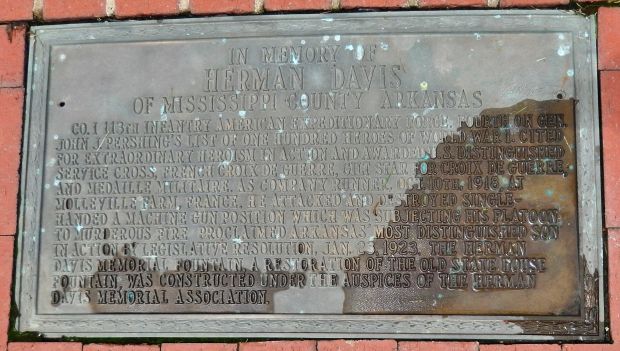 IN MEMORY OF
HERMAN DAVIS
OF MISSISSIPPI COUNTY ARKANSAS
CO. I 113TH INFANTRY AMERICAN EXPEDITIONARY FORCE. FOURTH ON GEN.
JOHN J. PERSHING'S LIST OF ONE HUNDRED HEROES OF WORLD WAR I. CITED
FOR EXTRAORDINARY HEROISM IN ACTION AND AWARDED U.S. DISTINGUISHED
SERVICE CROSS, FRENCH CROIX DE GUERRE, GILT STAR FOR CROIX DE GUERRE,
AND MEDAILLE MILITAIRE. AS COMPANY RUNNER, OCT. 10TH, 1918, AT
MOLLEVILLE FARM, FRANCE, HE ATTACKED AND DESTROYED SINGLE-
HANDED A MACHINE GUN POSITION WHICH WAS SUBJECTING HIS PLATOON
TO MURDEROUS FIRE. PROCLAIMED ARKANSAS' MOST DISTINGUISHED SON
IN ACTION BY LEGISLATIVE RESOLUTION, JAN. 23, 1923. THE HERMAN
DAVIS MEMORIAL FOUNTAIN, A RESTORATION OF THE OLD STATE HOUSE
FOUNTAIN, WAS CONSTRUCTED UNDER THE AUSPICES OF THE HERMAN
DAVIS MEMORIAL ASSOCIATION.